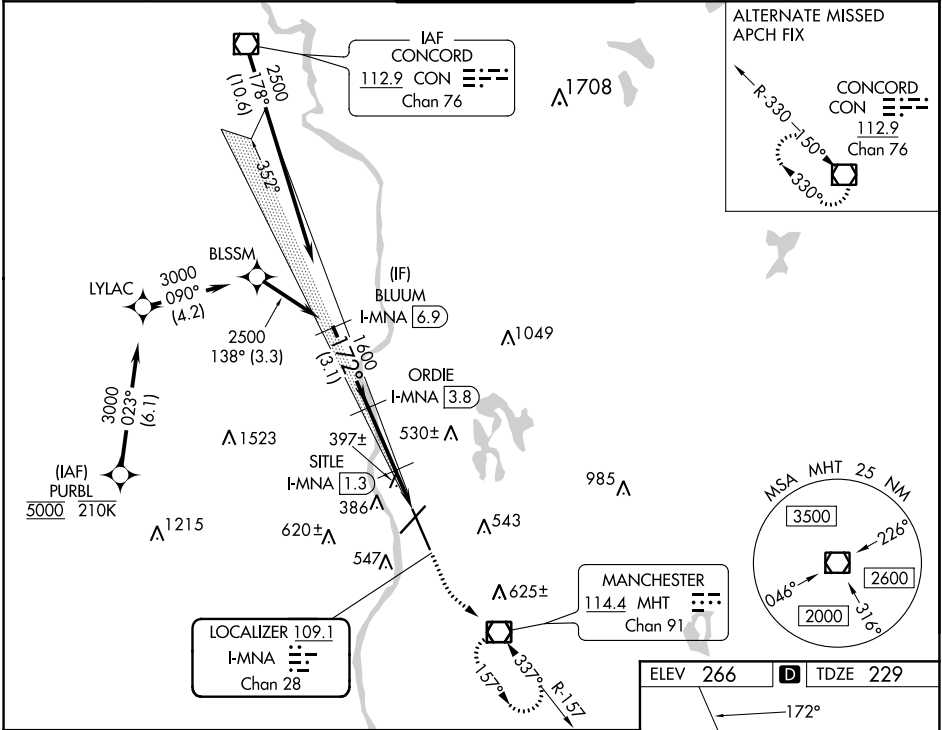 IAF
CONCORD
112.9 CON
Chan 76
2500
178°
(10.6)
352°
1708
ALTERNATE MISSED
APCH FIX
R-330
150°
330°
CONCORD
CON
112.9
Chan 76
BLSSM
LYLAC
3000
090°
(4.2)
2500
138° (3.3)
(IF)
BLUUM
I-MNA 6.9
1600
172°
(3.1)
1049
ORDIE
I-MNA 3.8
3000
023°
(6.1)
1523
397±
530±
SITLE
I-MNA 1.3
(IAF)
PURBL
5000 210K
386
985
1215
620±
543
547
625±
MSA MHT 25 NM
3500
226°
046°
2600
2000
316°
MANCHESTER
114.4 MHT
Chan 91
LOCALIZER 109.1
I-MNA
Chan 28
337°
157°
R-157
ELEV 266 D TDZE 229
172°